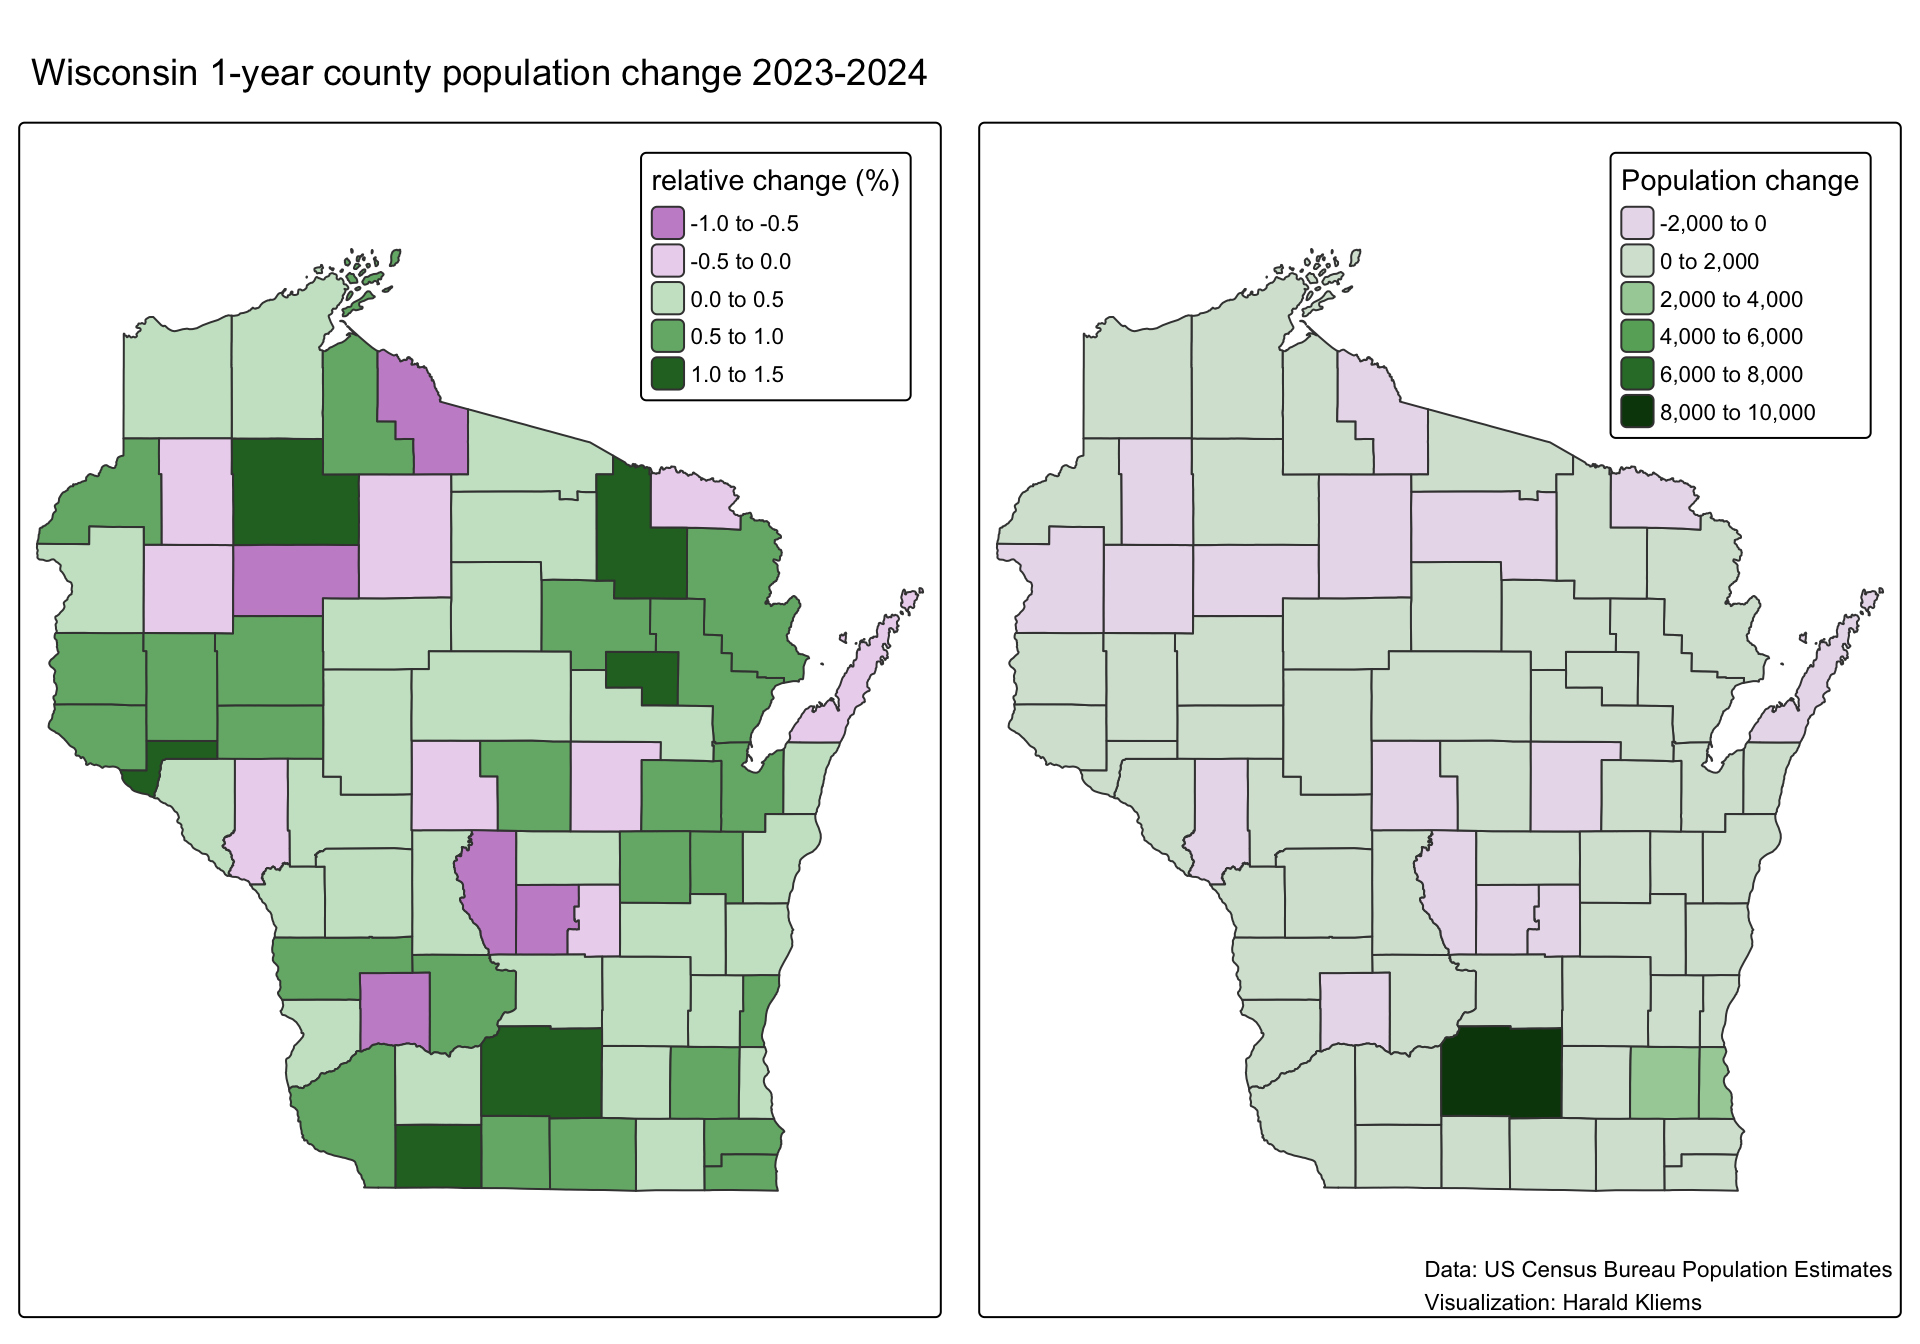 Wisconsin 1-year county population change 2023-2024
relative change (%)
-1.0 to -0.5
-0.5 to 0.0
0.0 to 0.5
0.5 to 1.0
1.0 to 1.5
Population change
-2,000 to 0
0 to 2,000
2,000 to 4,000
4,000 to 6,000
6,000 to 8,000
8,000 to 10,000
Data: US Census Bureau Population Estimates
Visualization: Harald Kliems